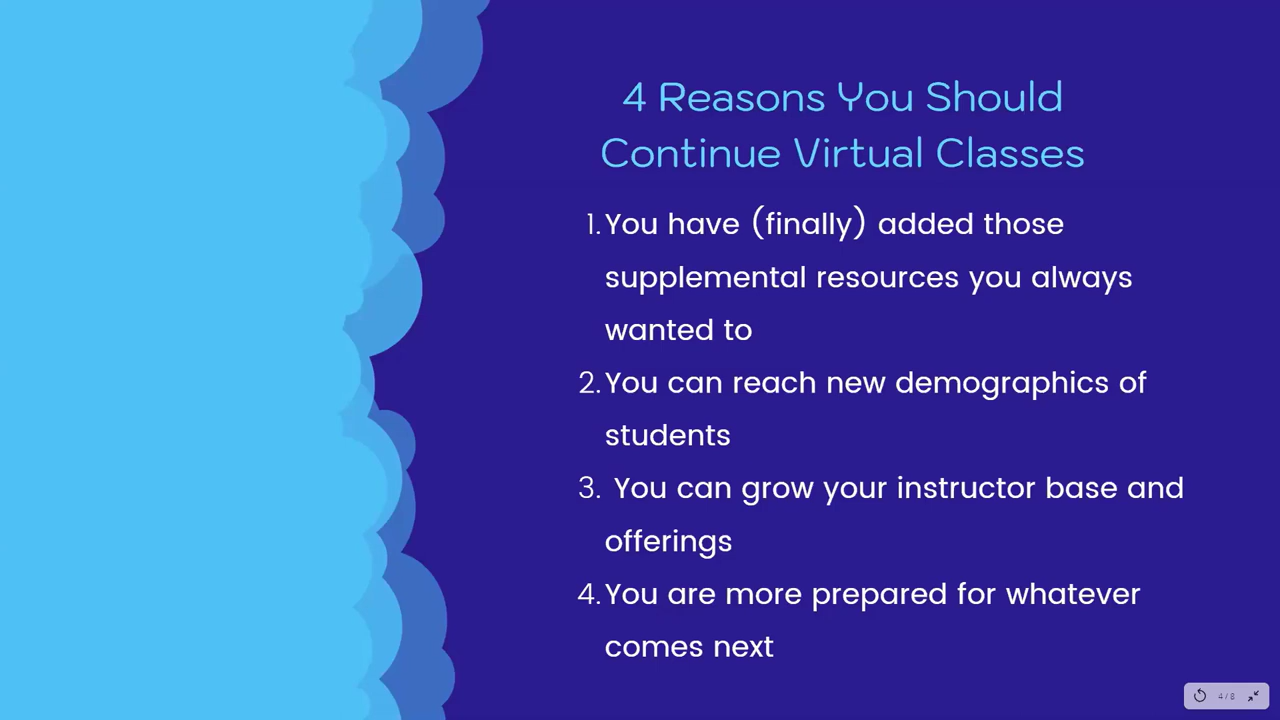 4 Reasons You Should
Continue Virtual Classes
1. You have (finally) added those
supplemental resources you always
wanted to
2. You can reach new demographics of
students
3. You can grow your instructor base and
offerings
4. You are more prepared for whatever
comes next
4 / 8